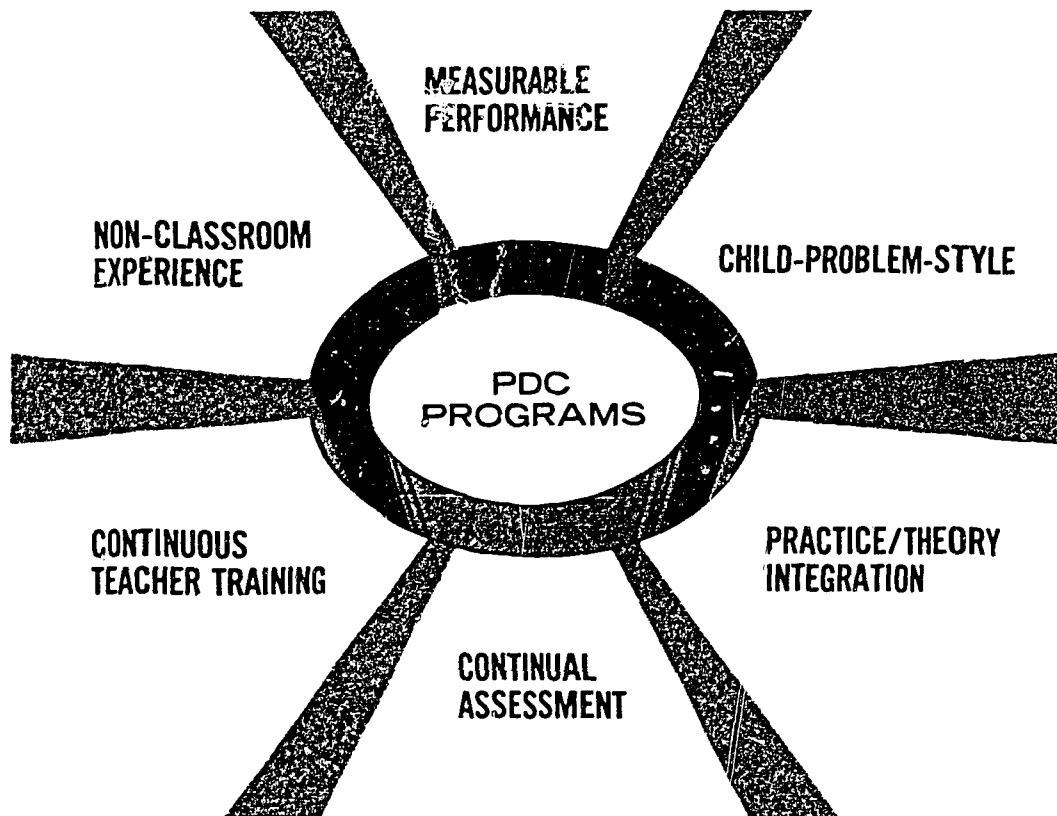 MEASURABLE
PERFORMANCE
NON-CLASSROOM
EXPERIENCE
CHILD-PROBLEM-STYLE
PDC
PROGRAMS
CONTINUOUS
TEACHER TRAINING
PRACTICE/THEORY
INTEGRATION
CONTINUAL
ASSESSMENT